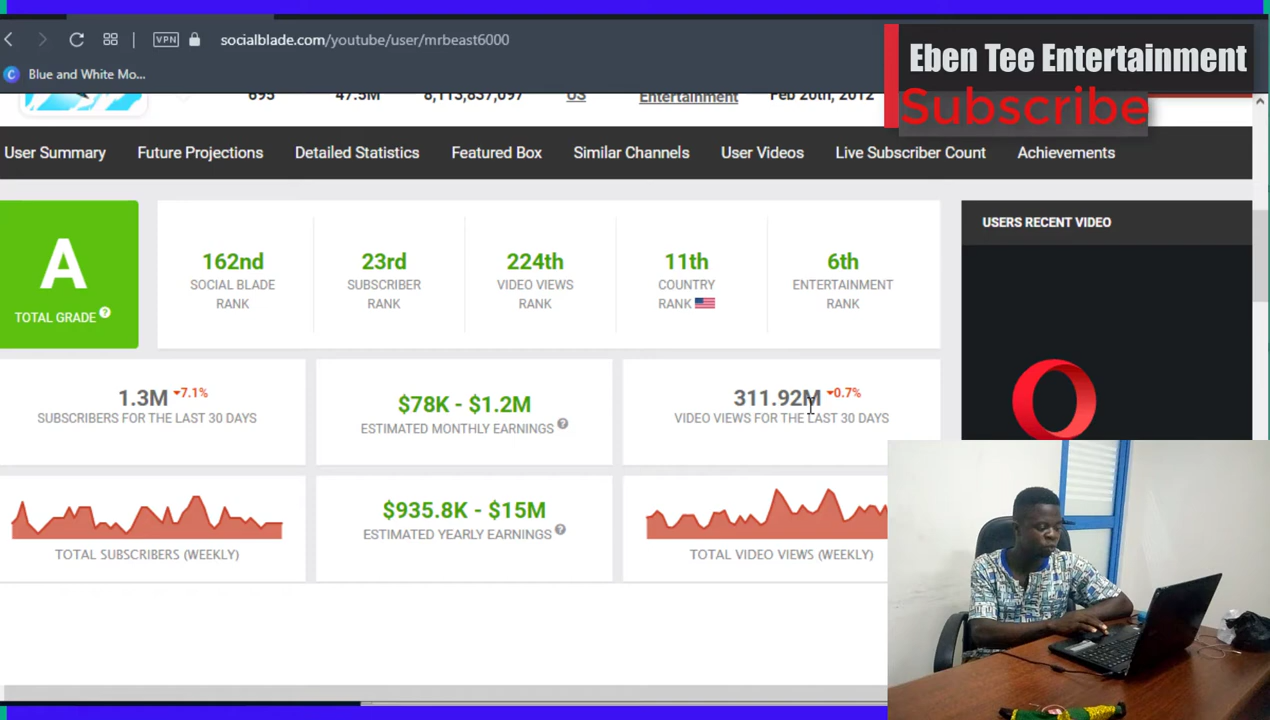 socialblade.com/youtube/user/mrbeast6000
VPN
Eben Tee Entertainment
Subscribe
Blue and White Mo...
695 47.5M 8,113,837,097 US Entertainment Feb 20th, 2012
User Summary Future Projections Detailed Statistics Featured Box Similar Channels User Videos Live Subscriber Count Achievements
A
TOTAL GRADE ?
162nd
SOCIAL BLADE
RANK
23rd
SUBSCRIBER
RANK
224th
VIDEO VIEWS
RANK
11th
COUNTRY
RANK
6th
ENTERTAINMENT
RANK
USERS RECENT VIDEO
1.3M 7.1%
SUBSCRIBERS FOR THE LAST 30 DAYS
$78K - $1.2M
ESTIMATED MONTHLY EARNINGS ?
311.92M 0.7%
VIDEO VIEWS FOR THE LAST 30 DAYS
TOTAL SUBSCRIBERS (WEEKLY)
$935.8K - $15M
ESTIMATED YEARLY EARNINGS ?
TOTAL VIDEO VIEWS (WEEKLY)